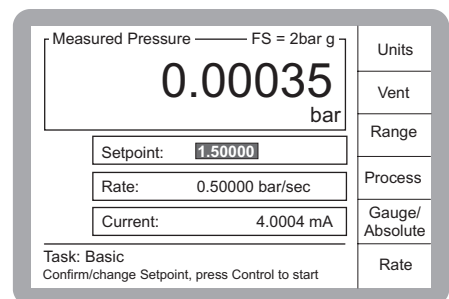 Measured Pressure FS = 2bar g
0.00035
bar
Setpoint: 1.50000
Rate: 0.50000 bar/sec
Current: 4.0004 mA
Task: Basic
Confirm/change Setpoint, press Control to start
Units
Vent
Range
Process
Gauge/
Absolute
Rate